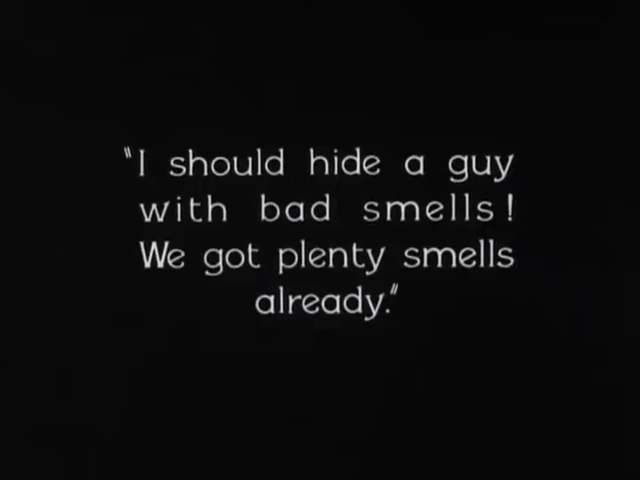 "I should hide a guy
with bad smells!
We got plenty smells
already."